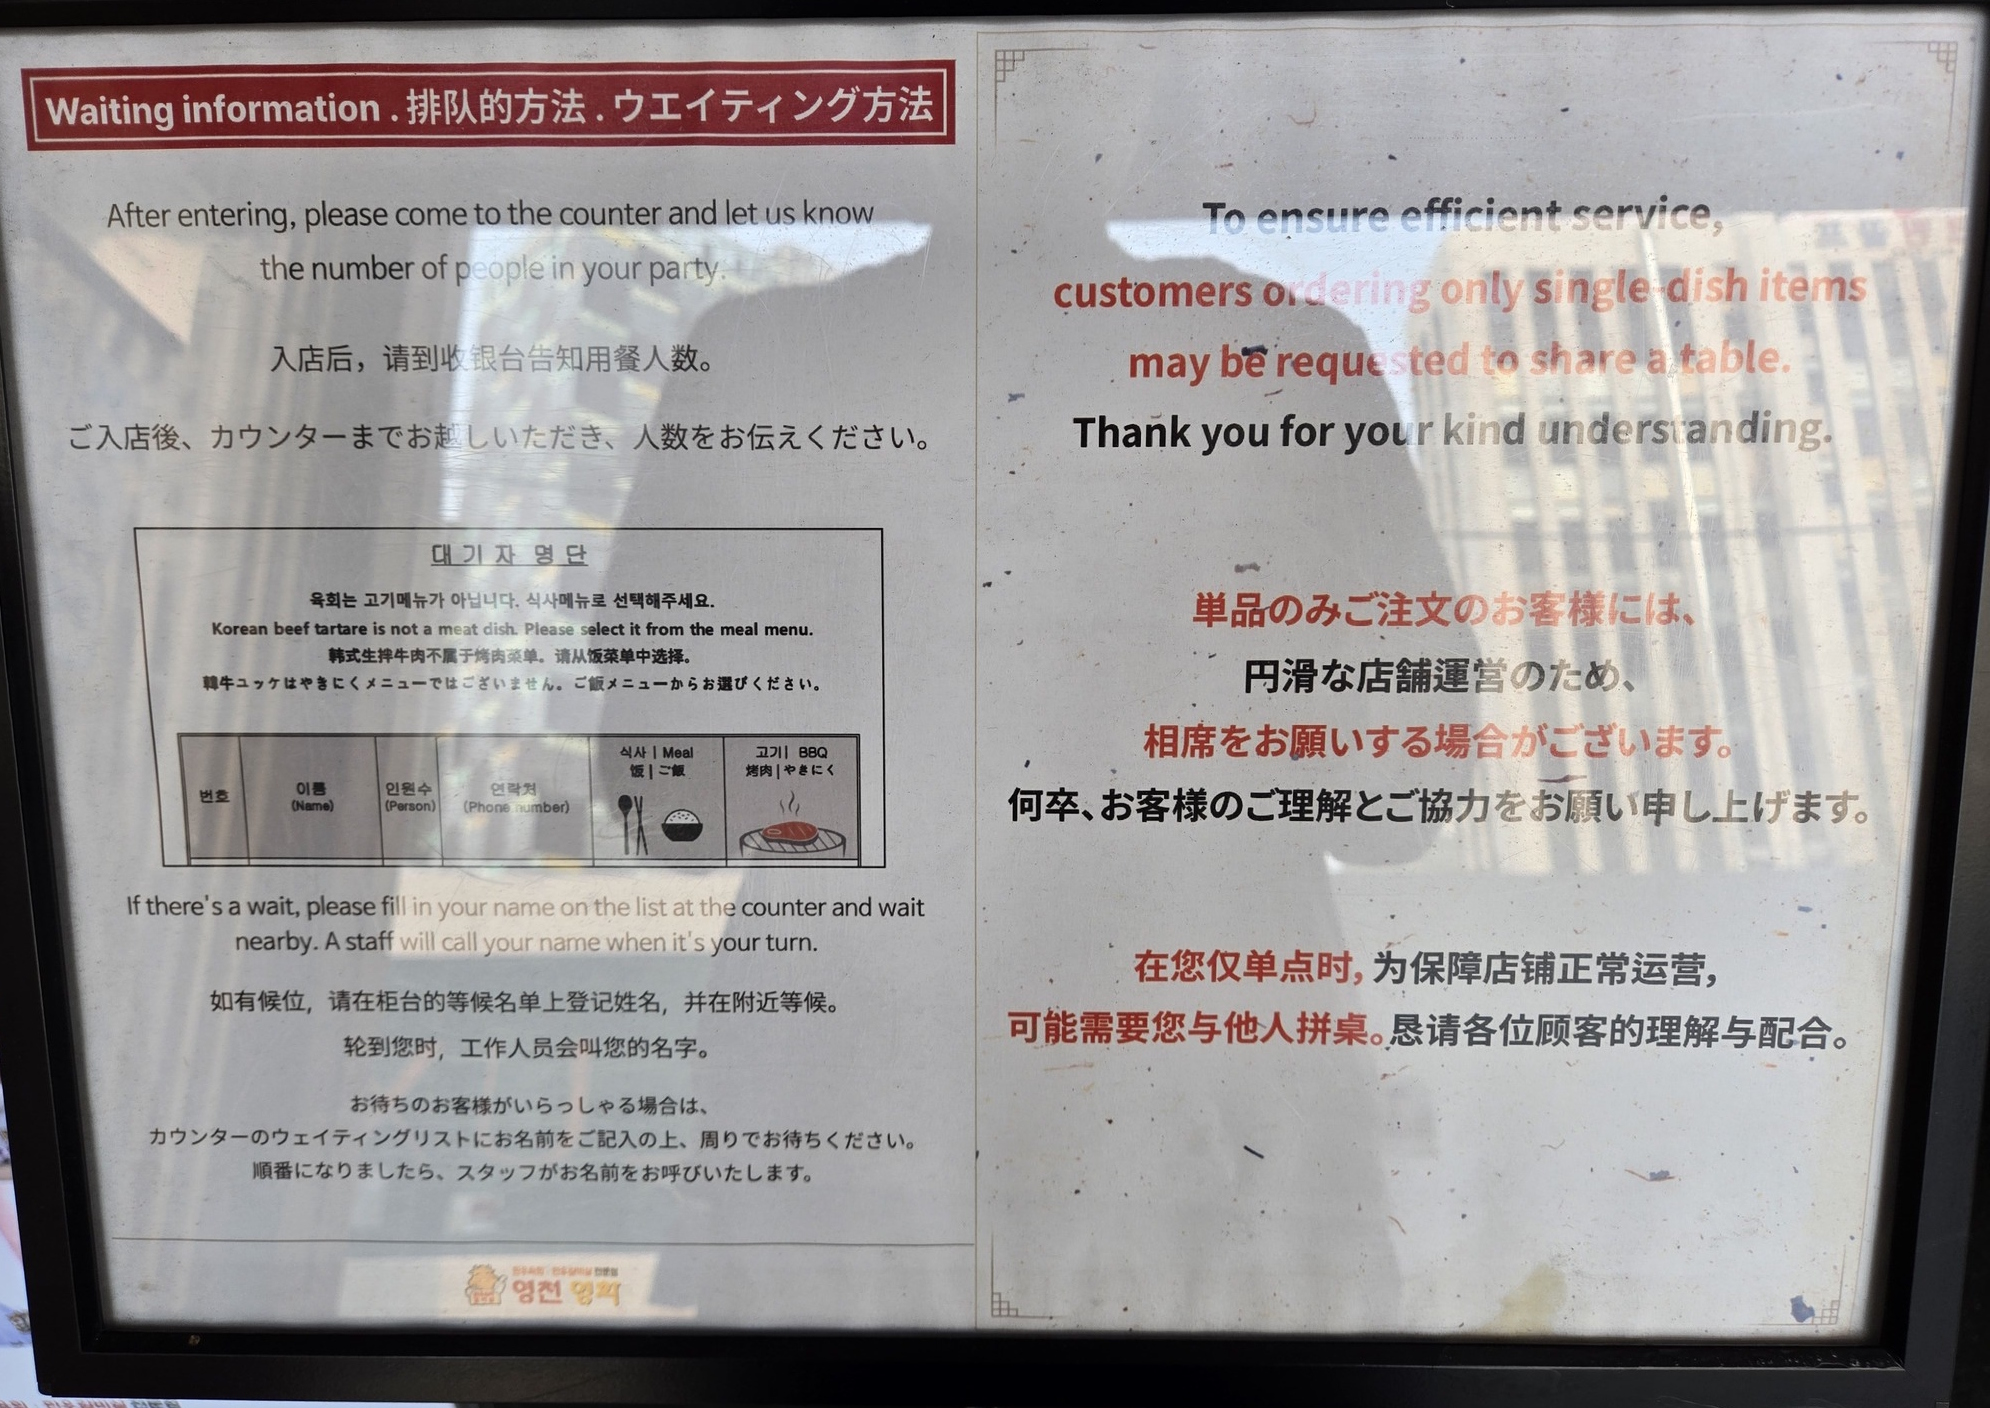 Waiting information . 排队的方法 . ウエイティング方法
After entering, please come to the counter and let us know
the number of people in your party.
入店后，请到收银台告知用餐人数。
ご入店後、カウンターまでお越しいただき、人数をお伝えください。
대 기 자 명 단
육회는 고기메뉴가 아닙니다. 식사메뉴로 선택해주세요.
Korean beef tartare is not a meat dish. Please select it from the meal menu.
韩式生拌牛肉不属于烤肉菜单。请从饭菜单中选择。
韓牛ユッケはやきにくメニューではございません。ご飯メニューからお選びください。
번호
이름
(Name)
인원수
(Person)
연락처
(Phone number)
식사 | Meal
饭 | ご飯
고기 | BBQ
烤肉 | やきにく
If there's a wait, please fill in your name on the list at the counter and wait
nearby. A staff will call your name when it's your turn.
如有候位，请在柜台的等候名单上登记姓名，并在附近等候。
轮到您时，工作人员会叫您的名字。
お待ちのお客様がいらっしゃる場合は、
カウンターのウェイティングリストにお名前をご記入の上、周りでお待ちください。
順番になりましたら、スタッフがお名前をお呼びいたします。
영천 영화
To ensure efficient service,
customers ordering only single-dish items
may be requested to share a table.
Thank you for your kind understanding.
単品のみご注文のお客様には、
円滑な店舗運営のため、
相席をお願いする場合がございます。
何卒、お客様のご理解とご協力をお願い申し上げます。
在您仅单点时, 为保障店铺正常运营,
可能需要您与他人拼桌。恳请各位顾客的理解与配合。